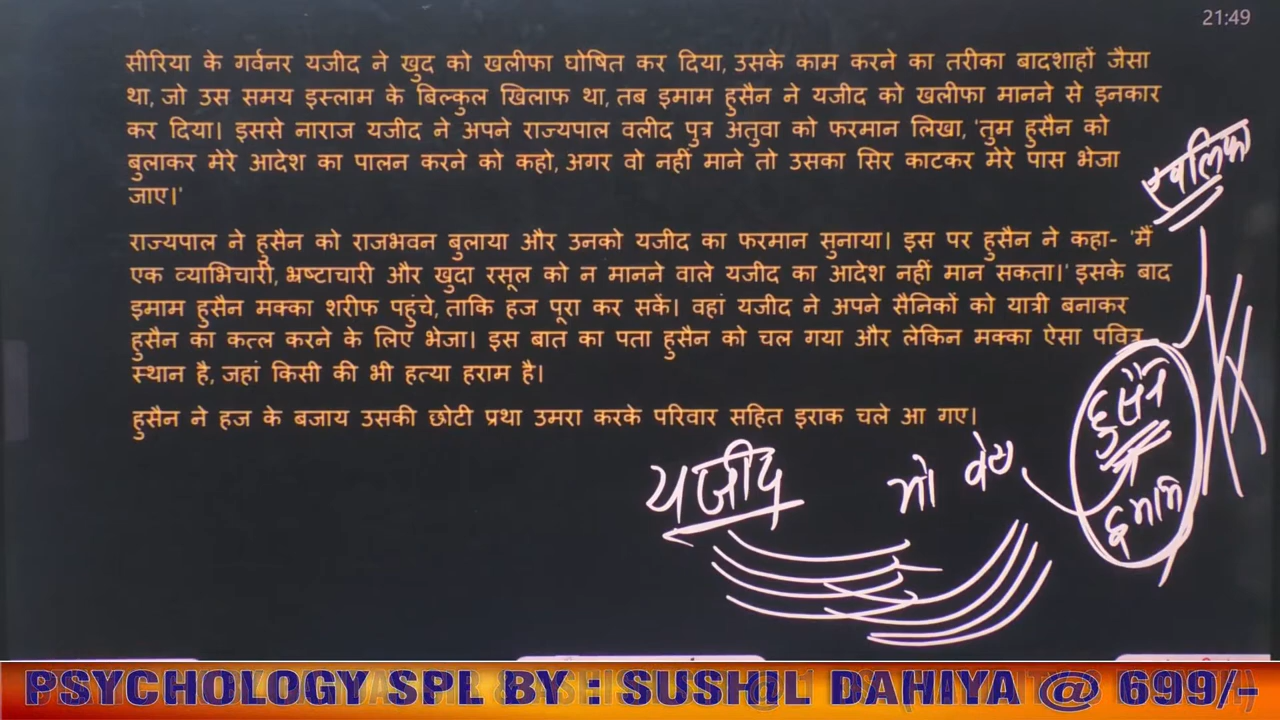 21:49
सीरिया के गर्वनर यजीद ने खुद को खलीफा घोषित कर दिया, उसके काम करने का तरीका बादशाहों जैसा
था, जो उस समय इस्लाम के बिल्कुल खिलाफ था, तब इमाम हुसैन ने यजीद को खलीफा मानने से इनकार
कर दिया। इससे नाराज यजीद ने अपने राज्यपाल वलीद पुत्र अतुवा को फरमान लिखा, 'तुम हुसैन को
बुलाकर मेरे आदेश का पालन करने को कहो, अगर वो नहीं माने तो उसका सिर काटकर मेरे पास भेजा
जाए।'
खलिफा
राज्यपाल ने हुसैन को राजभवन बुलाया और उनको यजीद का फरमान सुनाया। इस पर हुसैन ने कहा- 'मैं
एक व्याभिचारी, भ्रष्टाचारी और खुदा रसूल को न मानने वाले यजीद का आदेश नहीं मान सकता।' इसके बाद
इमाम हुसैन मक्का शरीफ पहुंचे, ताकि हज पूरा कर सकें। वहां यजीद ने अपने सैनिकों को यात्री बनाकर
हुसैन का कत्ल करने के लिए भेजा। इस बात का पता हुसैन को चल गया और लेकिन मक्का ऐसा पवित्र
स्थान है, जहां किसी की भी हत्या हराम है।
हुसैन ने हज के बजाय उसकी छोटी प्रथा उमरा करके परिवार सहित इराक चले आ गए।
हुसैन
यजीद
इमाम
PSYCHOLOGY SPL BY : SUSHIL DAHIYA @ 699/-